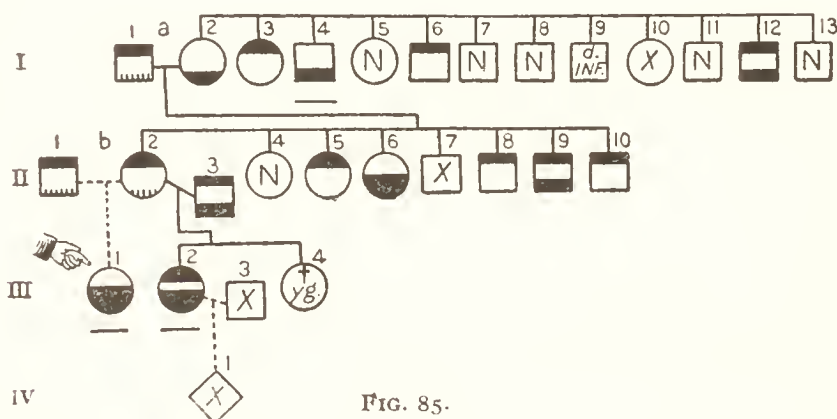 1 a 2 3 4 5 6 7 8 9 10 11 12 13
I N N N d. INF. X N N
1 b 2 3 4 5 6 7 8 9 10
II N X
1 2 3 4
III X yg.
1
IV X
FIG. 85.